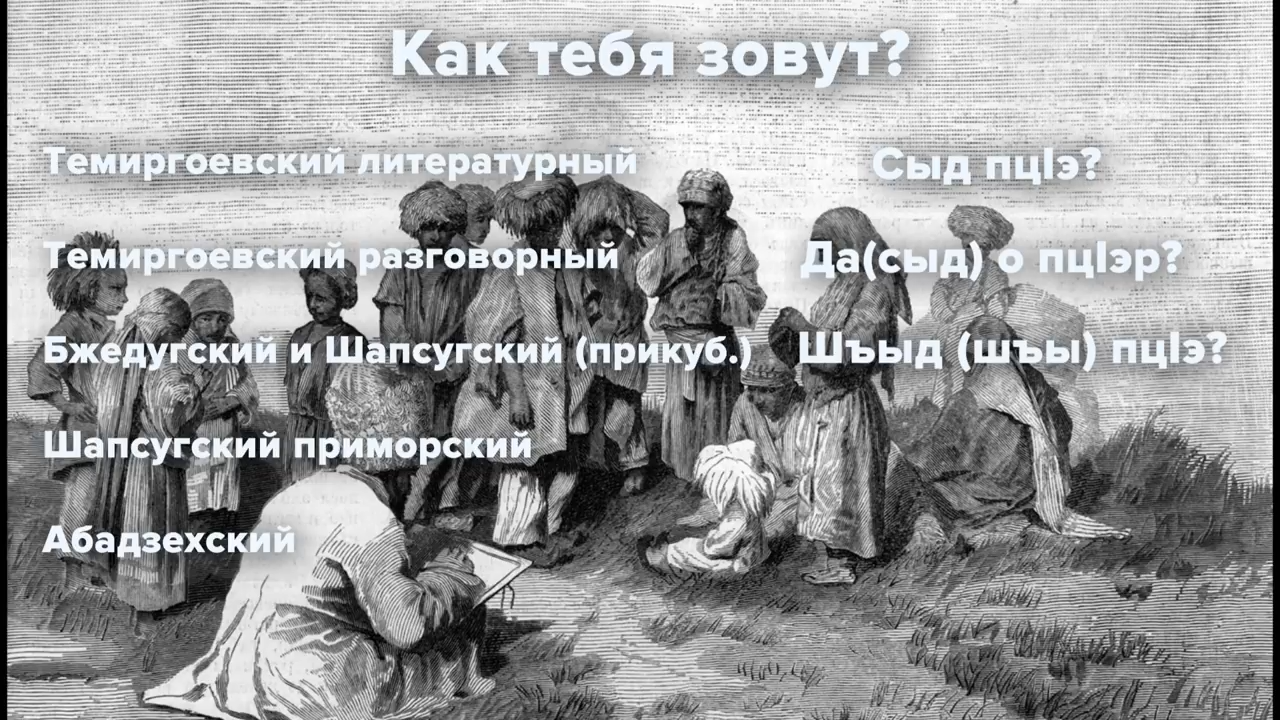 Как тебя зовут?
Темиргоевский литературный Сыд пцӀэ?
Темиргоевский разговорный Да(сыд) о пцӀэр?
Бжедугский и Шапсугский (прикуб.) Шъыд (шъы) пцӀэ?
Шапсугский приморский
Абадзехский